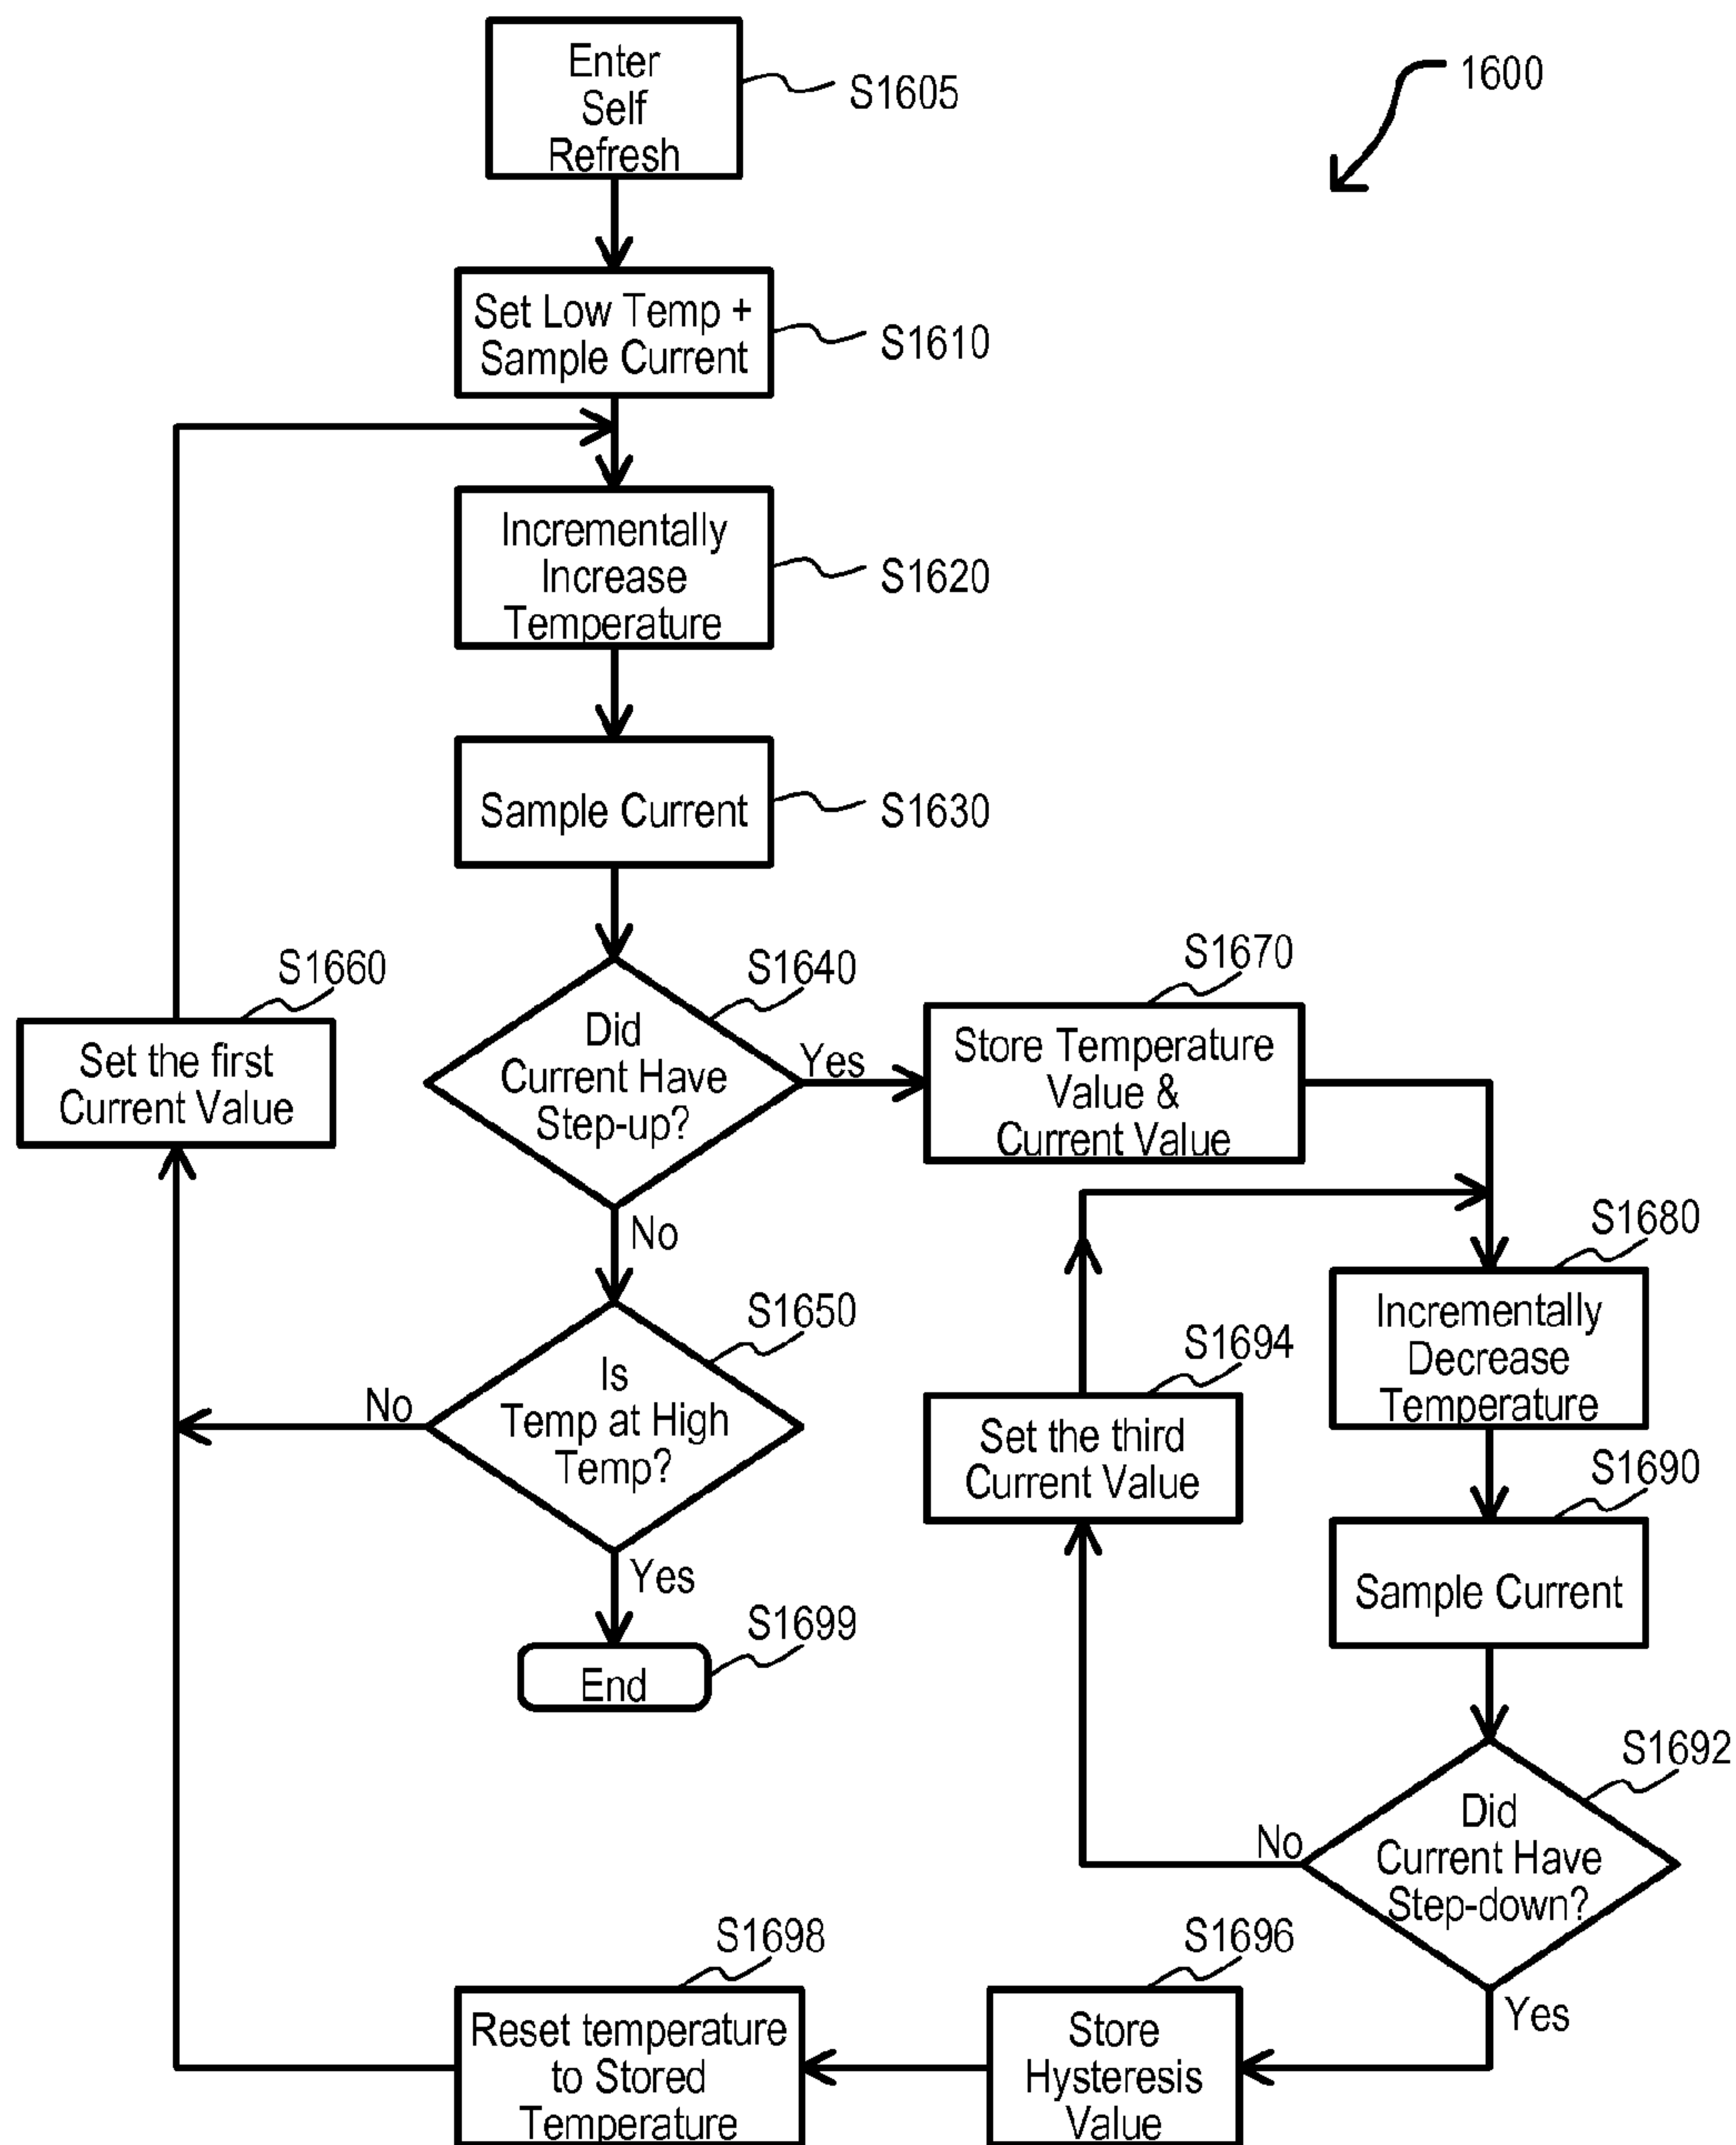 Enter
Self
Refresh
S1605
1600
Set Low Temp +
Sample Current
S1610
Incrementally
Increase
Temperature
S1620
Sample Current
S1630
S1660
Set the first
Current Value
S1640
Did
Current Have
Step-up?
Yes
No
S1670
Store Temperature
Value &
Current Value
S1680
Incrementally
Decrease
Temperature
S1650
Is
Temp at High
Temp?
No
Yes
S1694
Set the third
Current Value
S1690
Sample Current
S1699
End
S1692
Did
Current Have
Step-down?
No
Yes
S1698
Reset temperature
to Stored
Temperature
S1696
Store
Hysteresis
Value